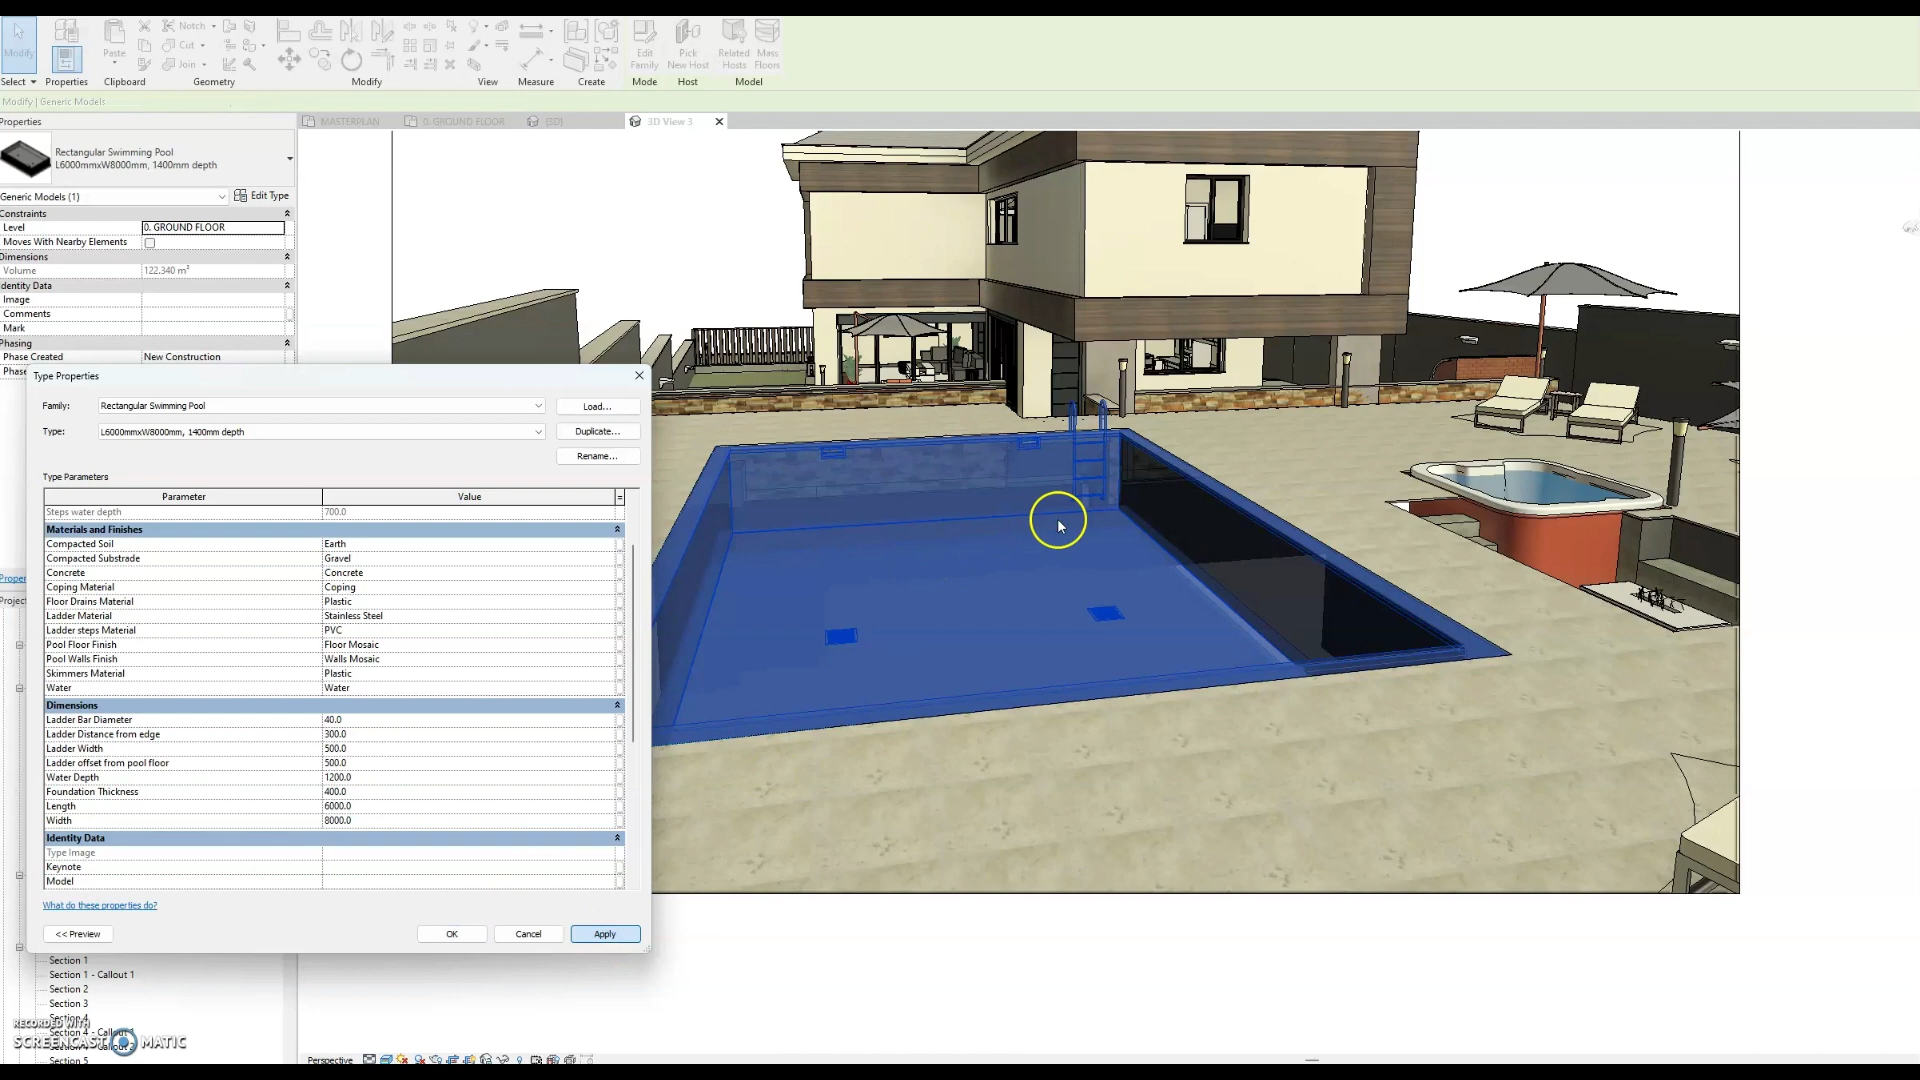 Notch
Modify
Paste
Cut
Join
Edit Family
Pick New Host
Related Hosts
Mass Floors
Select
Properties
Clipboard
Geometry
Modify
View
Measure
Create
Mode
Host
Model
Modify | Generic Models
Properties
MASTERPLAN
0. GROUND FLOOR
{3D}
3D View 3
Rectangular Swimming Pool
L6000mmxW8000mm, 1400mm depth
Generic Models (1)
Edit Type
Constraints
Level 0. GROUND FLOOR
Moves With Nearby Elements
Dimensions
Volume 122.340 m³
Identity Data
Image
Comments
Mark
Phasing
Phase Created New Construction
Phase
Type Properties
Family: Rectangular Swimming Pool Load...
Type: L6000mmxW8000mm, 1400mm depth Duplicate...
Rename...
Type Parameters
Parameter Value =
Steps water depth 700.0
Materials and Finishes
Compacted Soil Earth
Compacted Substrade Gravel
Concrete Concrete
Coping Material Coping
Floor Drains Material Plastic
Ladder Material Stainless Steel
Ladder steps Material PVC
Pool Floor Finish Floor Mosaic
Pool Walls Finish Walls Mosaic
Skimmers Material Plastic
Water Water
Dimensions
Ladder Bar Diameter 40.0
Ladder Distance from edge 300.0
Ladder Width 500.0
Ladder offset from pool floor 500.0
Water Depth 1200.0
Foundation Thickness 400.0
Length 6000.0
Width 8000.0
Identity Data
Type Image
Keynote
Model
What do these properties do?
<< Preview OK Cancel Apply
Proper
Project
Section 1
Section 1 - Callout 1
Section 2
Section 3
Section 4
Section 4 - Callout 1
Section 5
RECORDED WITH
SCREENCAST MATIC
Perspective